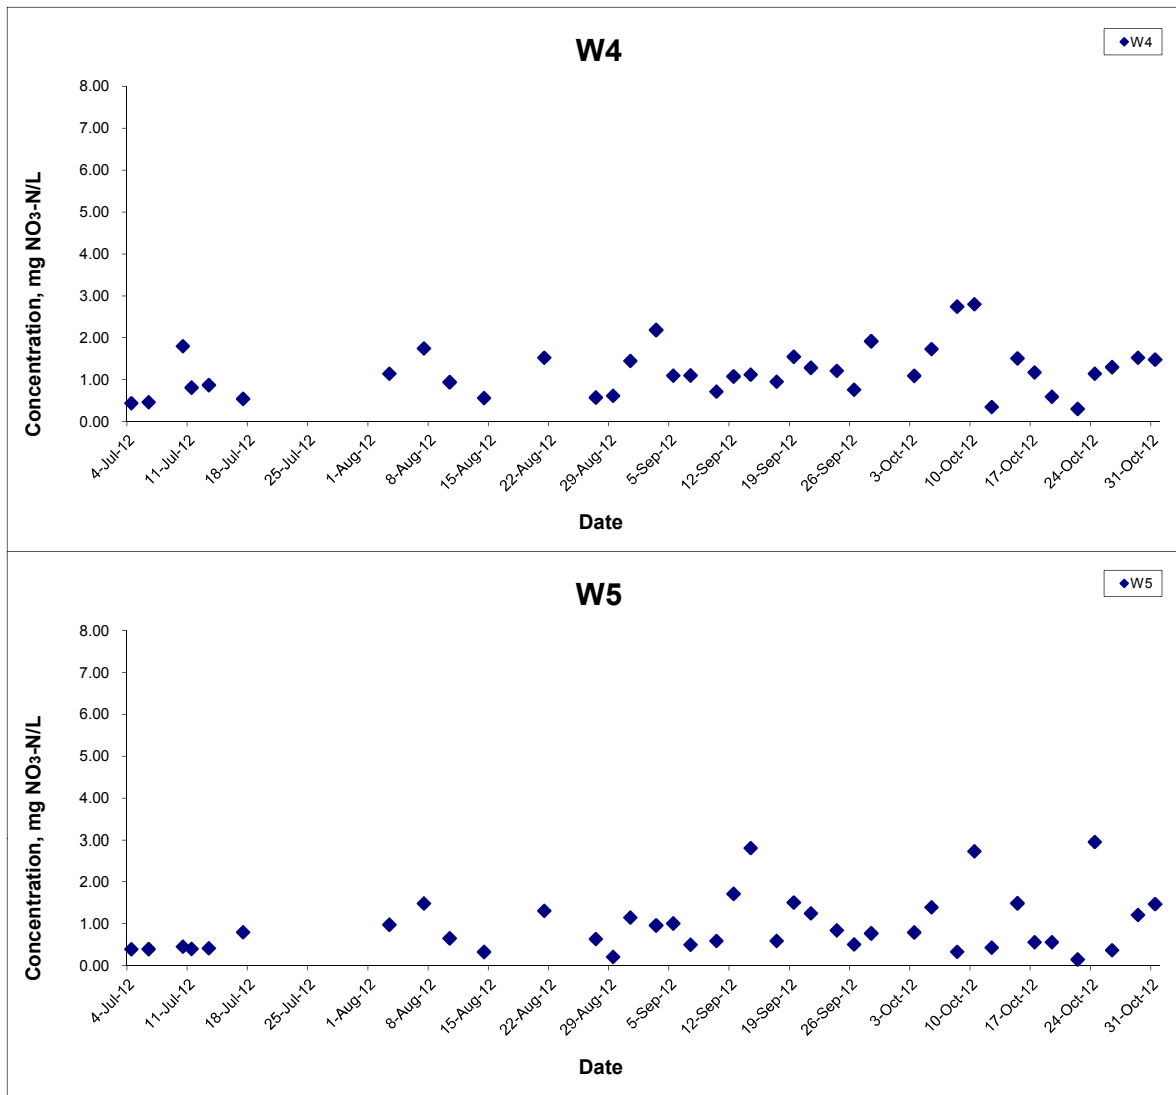 W4
W4
8.00
7.00
6.00
5.00
4.00
3.00
2.00
1.00
0.00
Concentration, mg NO3-N/L
4-Jul-12
11-Jul-12
18-Jul-12
25-Jul-12
1-Aug-12
8-Aug-12
15-Aug-12
22-Aug-12
29-Aug-12
5-Sep-12
12-Sep-12
19-Sep-12
26-Sep-12
3-Oct-12
10-Oct-12
17-Oct-12
24-Oct-12
31-Oct-12
Date
W5
W5
8.00
7.00
6.00
5.00
4.00
3.00
2.00
1.00
0.00
Concentration, mg NO3-N/L
4-Jul-12
11-Jul-12
18-Jul-12
25-Jul-12
1-Aug-12
8-Aug-12
15-Aug-12
22-Aug-12
29-Aug-12
5-Sep-12
12-Sep-12
19-Sep-12
26-Sep-12
3-Oct-12
10-Oct-12
17-Oct-12
24-Oct-12
31-Oct-12
Date